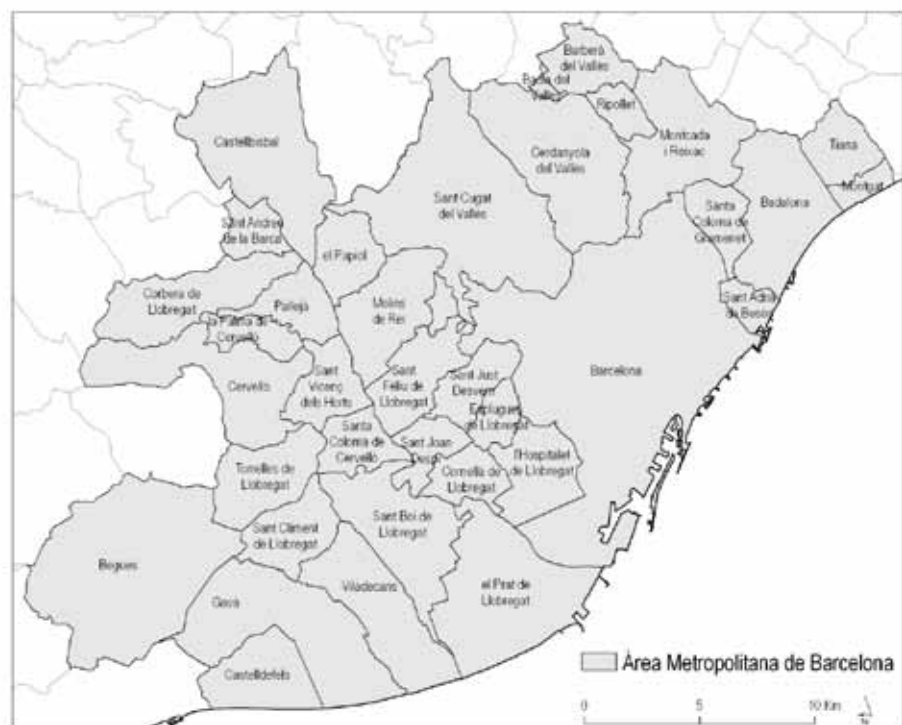 Barberà
del Vallès
Badia del
Vallès
Ripollet
Castellbisbal
Cerdanyola
del Vallès
Montcada
i Reixac
Tiana
Montgat
Sant Cugat
del Vallès
Santa
Coloma de
Gramenet
Badalona
Sant Andreu
de la Barca
el Papiol
Corbera de
Llobregat
Pallejà
Molins
de Rei
Sant Adrià
de Besòs
la Palma de
Cervelló
Cervelló
Sant
Vicenç
dels Horts
Sant
Feliu de
Llobregat
Sant Just
Desvern
Barcelona
Esplugues
de Llobregat
Santa
Coloma de
Cervelló
Sant Joan
Despí
l'Hospitalet
de Llobregat
Cornellà de
Llobregat
Torrelles de
Llobregat
Sant Boi de
Llobregat
Sant Climent
de Llobregat
Begues
Viladecans
el Prat de
Llobregat
Gavà
Castelldefels
Àrea Metropolitana de Barcelona
0 5 10 Km